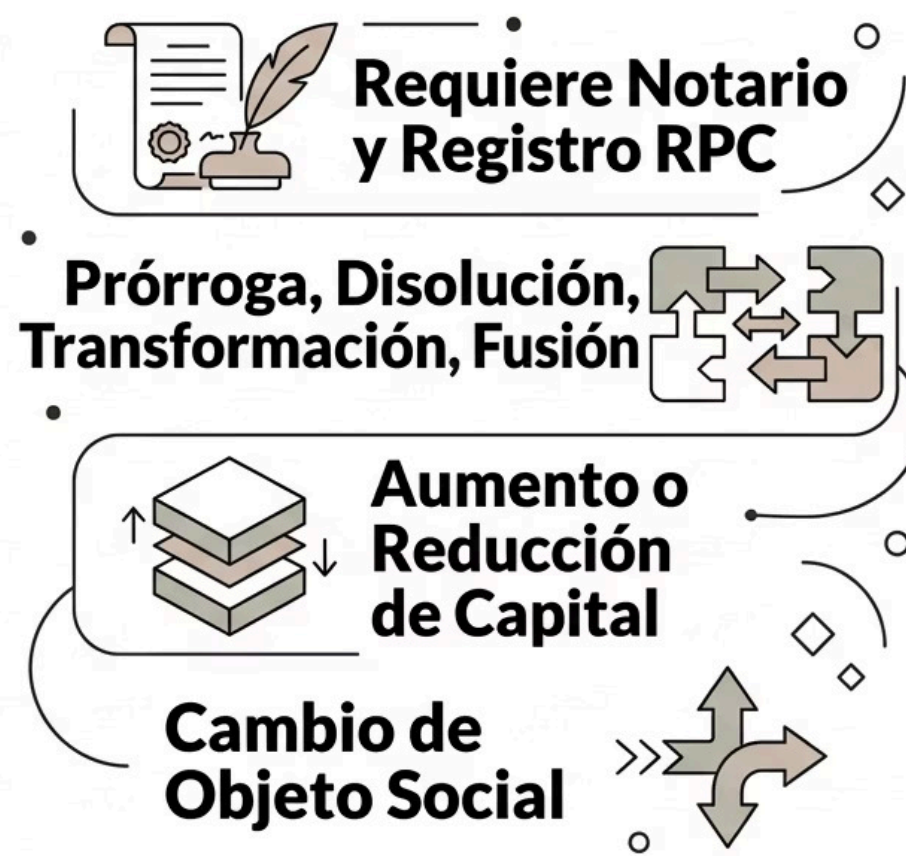 Requiere Notario
y Registro RPC
Prórroga, Disolución,
Transformación, Fusión
Aumento o
Reducción
de Capital
Cambio de
Objeto Social